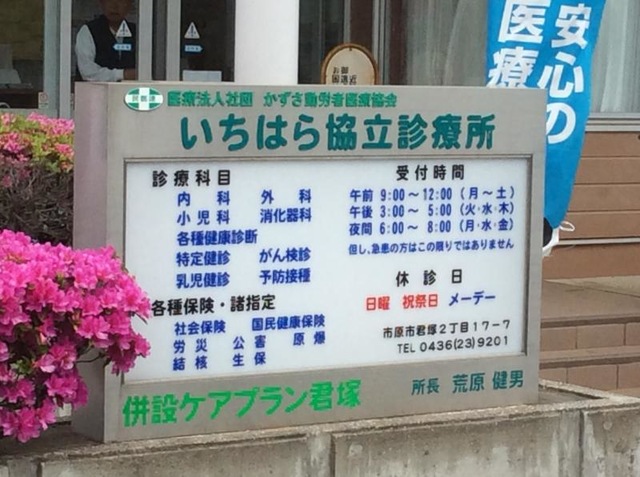 お御
困遠近
安心の
医療
民医連
医療法人社団 かずさ勤労者医療協会
いちはら協立診療所
診療科目
内科 外科
小児科 消化器科
各種健康診断
特定健診 がん検診
乳児健診 予防接種
各種保険・諸指定
社会保険 国民健康保険
労災 公害 原爆
結核 生保
受付時間
午前 9:00〜12:00 (月〜土)
午後 3:00〜 5:00 (火・水・木)
夜間 6:00〜 8:00 (月・水・金)
但し、急患の方はこの限りではありません
休診日
日曜 祝祭日 メーデー
市原市君塚2丁目17-7
TEL 0436(23)9201
併設ケアプラン君塚
所長 荒原 健男